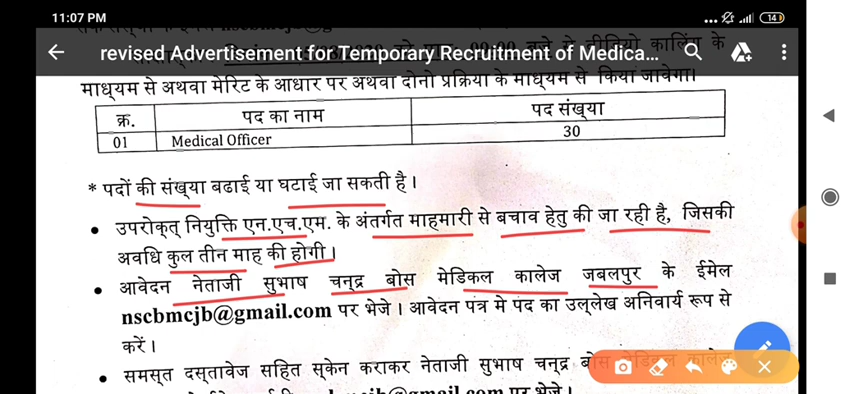 11:07 PM
14
revised Advertisement for Temporary Recruitment of Medica...
माध्यम से अथवा मेरिट के आधार पर अथवा दोनो प्रक्रिया के माध्यम से किया जावेगा।
क्र. पद का नाम पद संख्या
01 Medical Officer 30
* पदों की संख्या बढाई या घटाई जा सकती है।
• उपरोक्त नियुक्ति एन.एच.एम. के अंतर्गत माहमारी से बचाव हेतु की जा रही है, जिसकी
अवधि कुल तीन माह की होगी।
• आवेदन नेताजी सुभाष चन्द्र बोस मेडिकल कालेज जबलपुर के ईमेल
nscbmcjb@gmail.com पर भेजे। आवेदन पत्र मे पद का उल्लेख अनिवार्य रूप से
करें।
• समस्त दस्तावेज सहित स्केन कराकर नेताजी सुभाष चन्द्र बोस मेडिकल कालेज